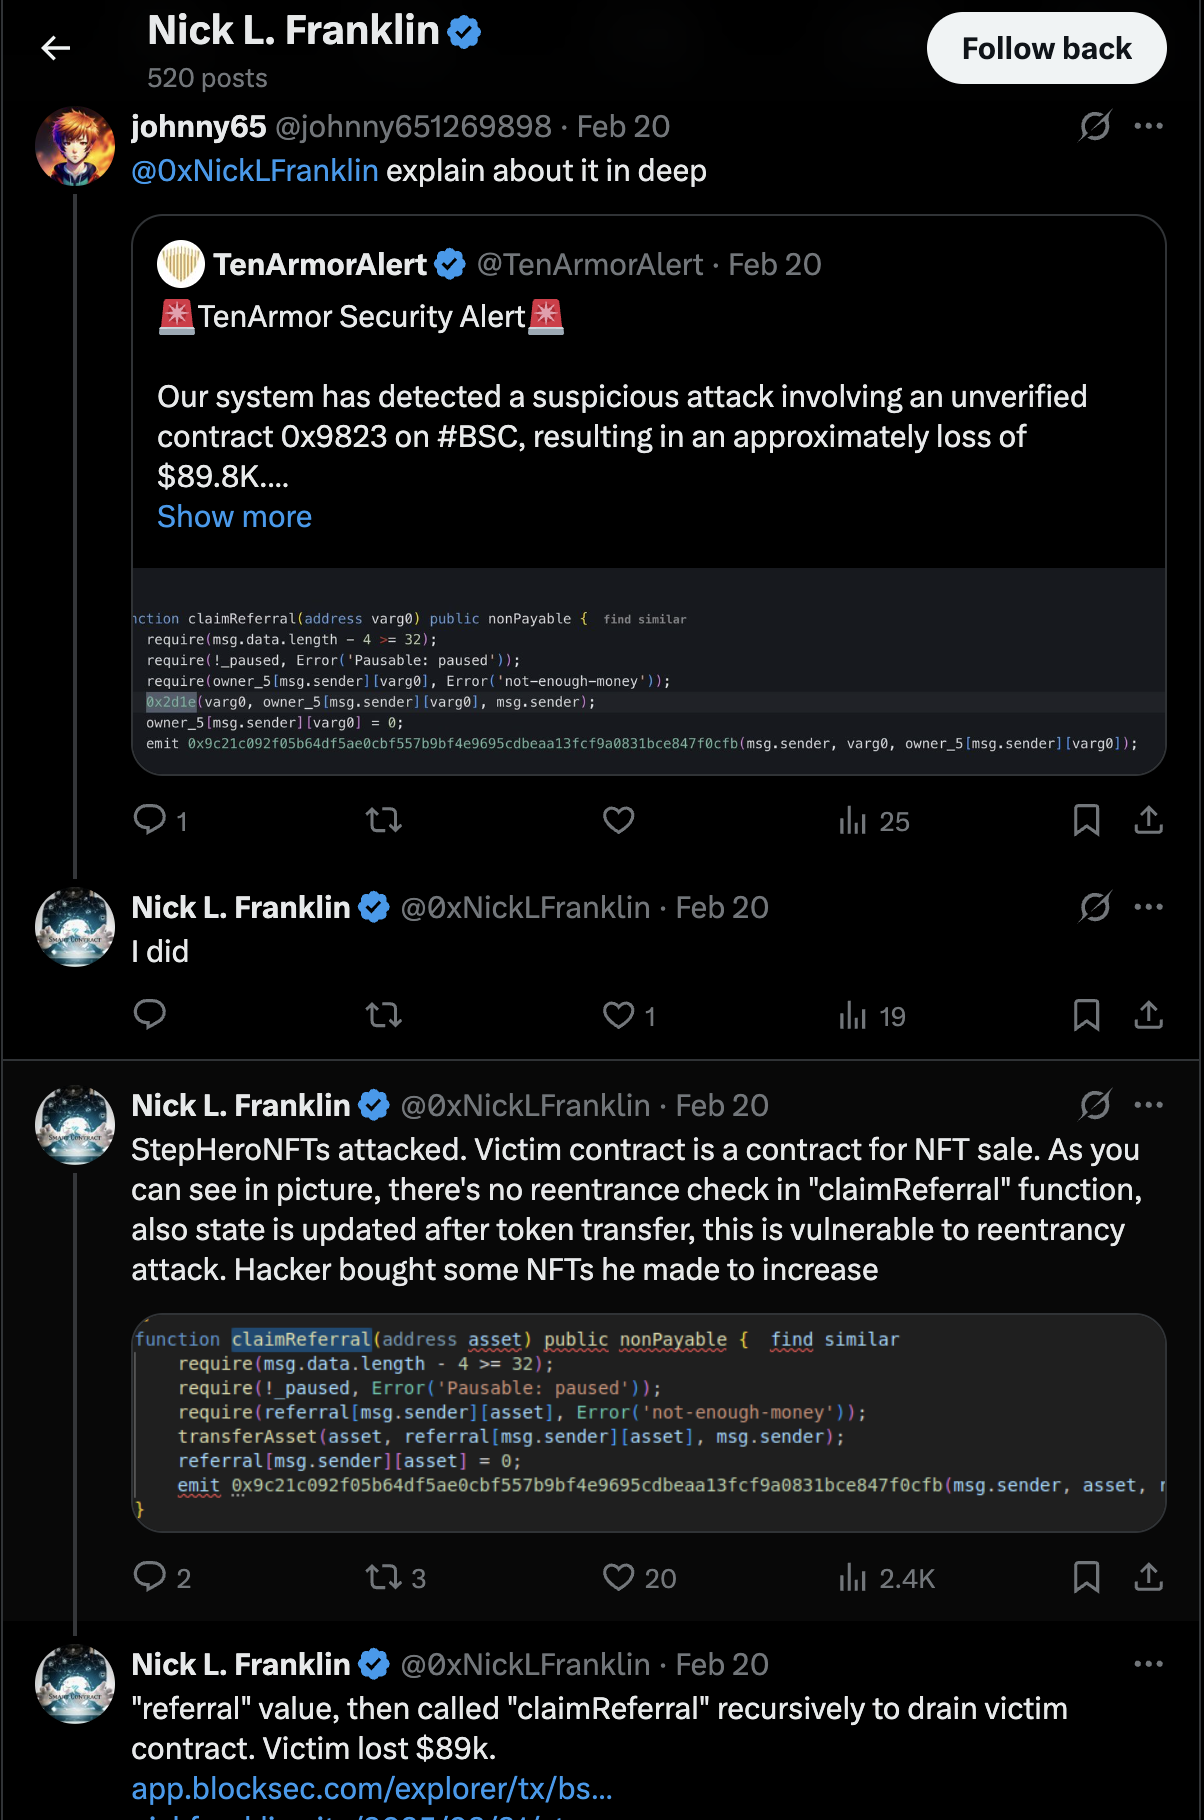 Nick L. Franklin
520 posts
Follow back
johnny65 @johnny651269898 · Feb 20
@0xNickLFranklin explain about it in deep
TenArmorAlert @TenArmorAlert · Feb 20
🚨TenArmor Security Alert🚨
Our system has detected a suspicious attack involving an unverified
contract 0x9823 on #BSC, resulting in an approximately loss of
$89.8K....
Show more
nction claimReferral(address varg0) public nonPayable { find similar
require(msg.data.length - 4 >= 32);
require(!_paused, Error('Pausable: paused'));
require(owner_5[msg.sender][varg0], Error('not-enough-money'));
0x2d1e(varg0, owner_5[msg.sender][varg0], msg.sender);
owner_5[msg.sender][varg0] = 0;
emit 0x9c21c092f05b64df5ae0cbf557b9bf4e9695cdbeaa13fcf9a0831bce847f0cfb(msg.sender, varg0, owner_5[msg.sender][varg0]);
1 25
Nick L. Franklin @0xNickLFranklin · Feb 20
I did
1 19
Nick L. Franklin @0xNickLFranklin · Feb 20
StepHeroNFTs attacked. Victim contract is a contract for NFT sale. As you
can see in picture, there's no reentrance check in "claimReferral" function,
also state is updated after token transfer, this is vulnerable to reentrancy
attack. Hacker bought some NFTs he made to increase
function claimReferral(address asset) public nonPayable { find similar
require(msg.data.length - 4 >= 32);
require(!_paused, Error('Pausable: paused'));
require(referral[msg.sender][asset], Error('not-enough-money'));
transferAsset(asset, referral[msg.sender][asset], msg.sender);
referral[msg.sender][asset] = 0;
emit 0x9c21c092f05b64df5ae0cbf557b9bf4e9695cdbeaa13fcf9a0831bce847f0cfb(msg.sender, asset, r
}
2 3 20 2.4K
Nick L. Franklin @0xNickLFranklin · Feb 20
"referral" value, then called "claimReferral" recursively to drain victim
contract. Victim lost $89k.
app.blocksec.com/explorer/tx/bs...